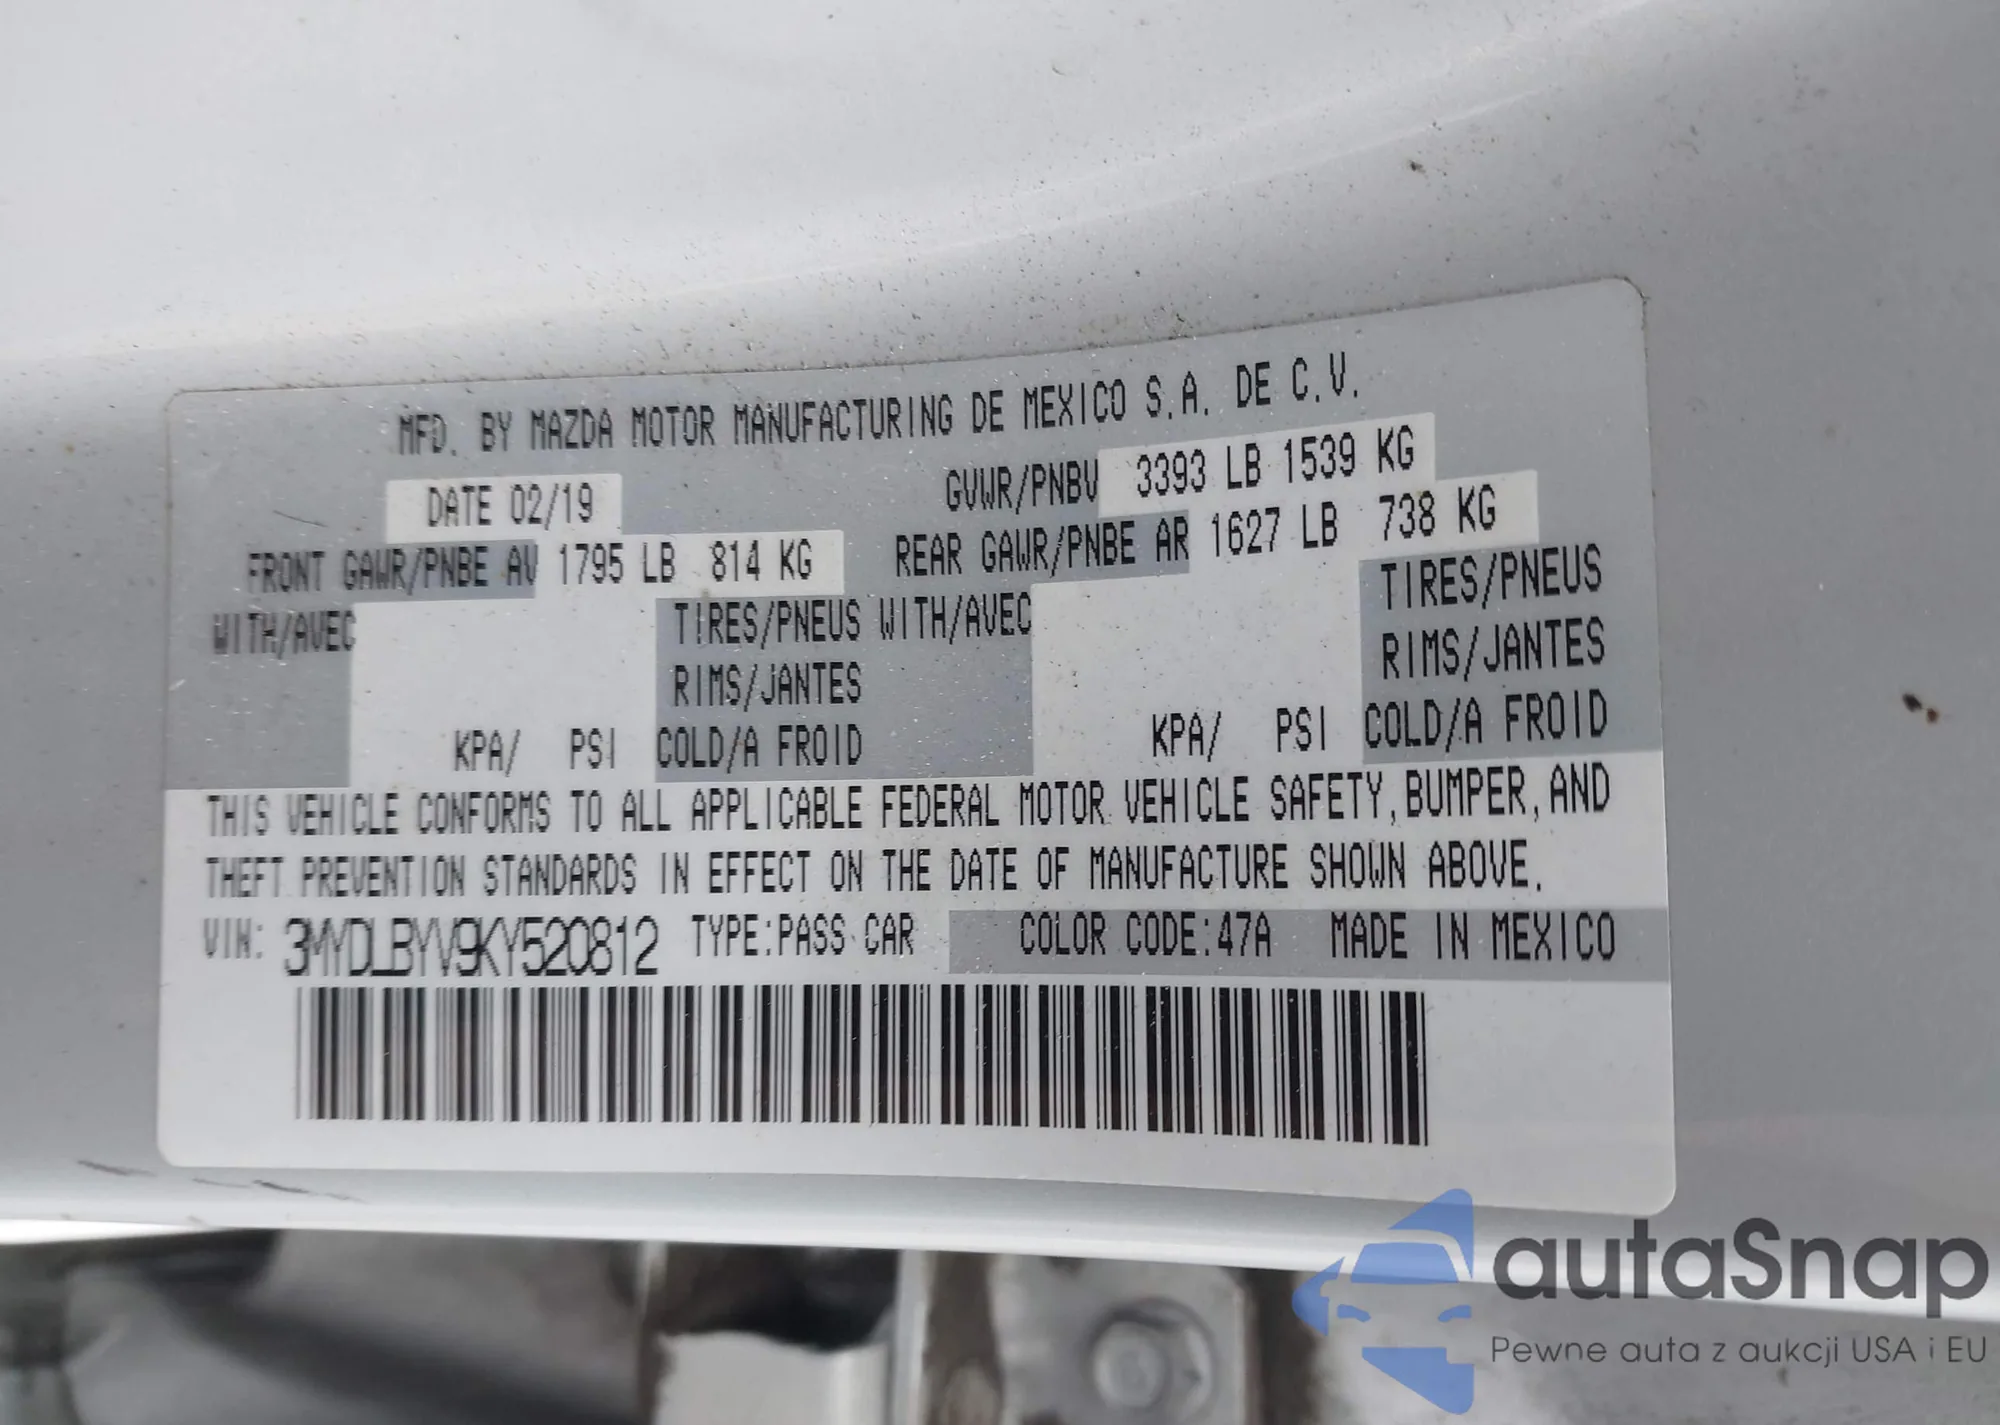 MFD. BY MAZDA MOTOR MANUFACTURING DE MEXICO S.A. DE C.V.
DATE 02/19 GVWR/PNBV 3393 LB 1539 KG
FRONT GAWR/PNBE AV 1795 LB 814 KG REAR GAWR/PNBE AR 1627 LB 738 KG
WITH/AVEC TIRES/PNEUS WITH/AVEC TIRES/PNEUS
RIMS/JANTES RIMS/JANTES
KPA/ PSI COLD/A FROID KPA/ PSI COLD/A FROID
THIS VEHICLE CONFORMS TO ALL APPLICABLE FEDERAL MOTOR VEHICLE SAFETY, BUMPER, AND
THEFT PREVENTION STANDARDS IN EFFECT ON THE DATE OF MANUFACTURE SHOWN ABOVE.
VIN: 3MYDLBYV9KY520812 TYPE:PASS CAR COLOR CODE:47A MADE IN MEXICO
autaSnap
Pewne auta z aukcji USA i EU